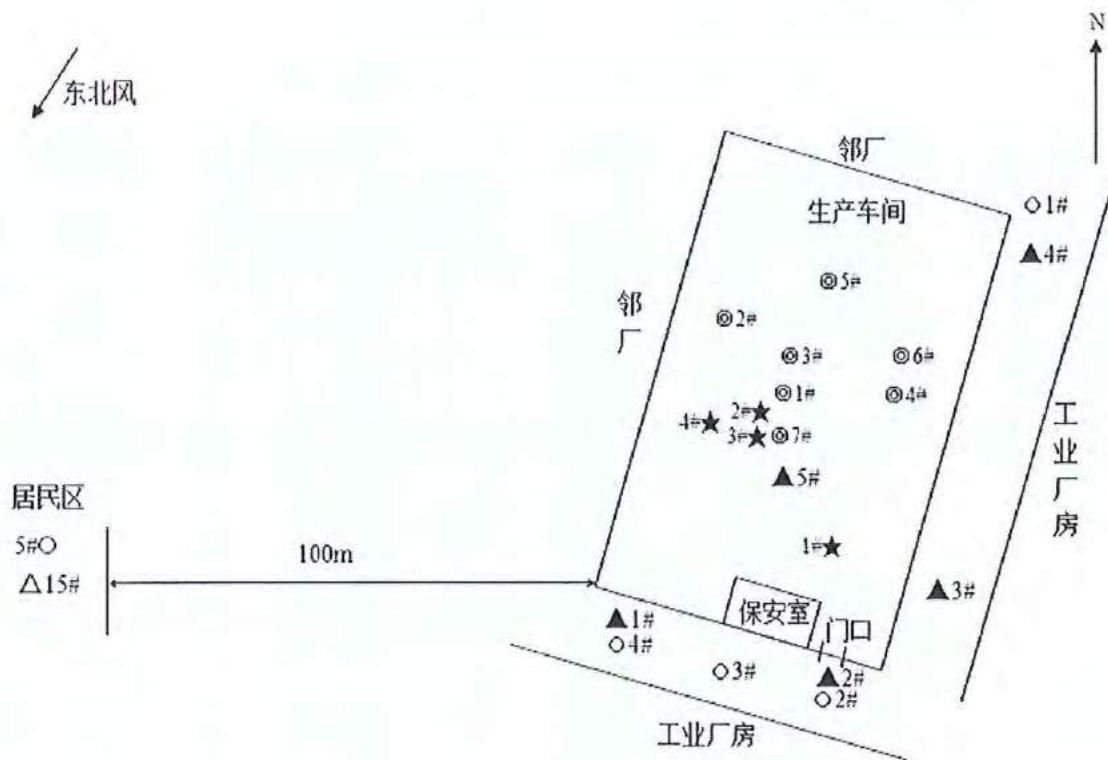 N
东北风
邻厂
○1#
生产车间
▲4#
◎5#
邻厂
◎2#
◎3#
◎6#
◎1#
◎4#
2#★
4#★
3#★
◎7#
工业厂房
▲5#
居民区
5#○
1#★
100m
△15#
▲3#
保安室
▲1#
门口
○4#
○3#
▲2#
○2#
工业厂房